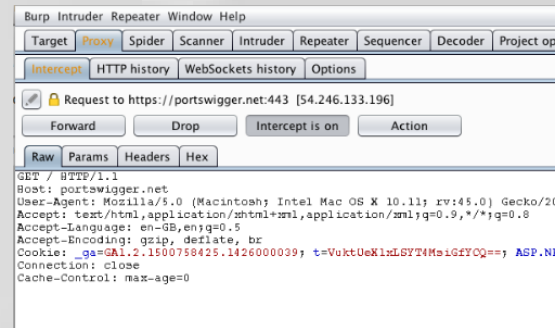 Burp Intruder Repeater Window Help
Target Proxy Spider Scanner Intruder Repeater Sequencer Decoder Project op
Intercept HTTP history WebSockets history Options
Request to https://portswigger.net:443 [54.246.133.196]
Forward Drop Intercept is on Action
Raw Params Headers Hex
GET / HTTP/1.1
Host: portswigger.net
User-Agent: Mozilla/5.0 (Macintosh; Intel Mac OS X 10.11; rv:45.0) Gecko/20
Accept: text/html,application/xhtml+xml,application/xml;q=0.9,*/*;q=0.8
Accept-Language: en-GB,en;q=0.5
Accept-Encoding: gzip, deflate, br
Cookie: _ga=GA1.2.1500758425.1426000039; t=VuktUeXlxLSYT4MsiGfYCQ==; ASP.NE
Connection: close
Cache-Control: max-age=0